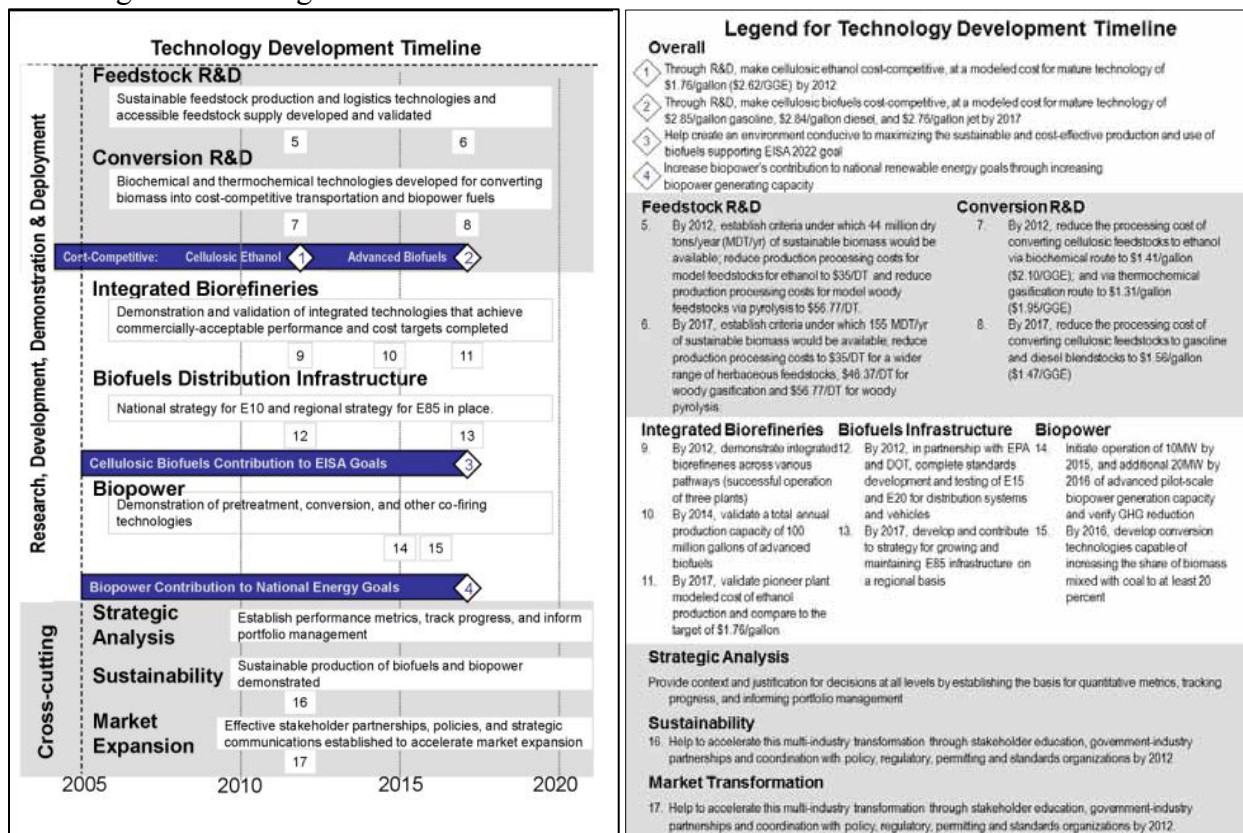 Technology Development Timeline
Research, Development, Demonstration & Deployment
Feedstock R&D
Sustainable feedstock production and logistics technologies and
accessible feedstock supply developed and validated
5 6
Conversion R&D
Biochemical and thermochemical technologies developed for converting
biomass into cost-competitive transportation and biopower fuels
7 8
Cost-Competitive: Cellulosic Ethanol 1 Advanced Biofuels 2
Integrated Biorefineries
Demonstration and validation of integrated technologies that achieve
commercially-acceptable performance and cost targets completed
9 10 11
Biofuels Distribution Infrastructure
National strategy for E10 and regional strategy for E85 in place.
12 13
Cellulosic Biofuels Contribution to EISA Goals 3
Biopower
Demonstration of pretreatment, conversion, and other co-firing
technologies
14 15
Biopower Contribution to National Energy Goals 4
Cross-cutting
Strategic
Analysis
Establish performance metrics, track progress, and inform
portfolio management
Sustainability
Sustainable production of biofuels and biopower
demonstrated
16
Market
Expansion
Effective stakeholder partnerships, policies, and strategic
communications established to accelerate market expansion
17
2005 2010 2015 2020
Legend for Technology Development Timeline
Overall
1 Through R&D, make cellulosic ethanol cost-competitive, at a modeled cost for mature technology of
$1.76/gallon ($2.62/GGE) by 2012
2 Through R&D, make cellulosic biofuels cost-competitive, at a modeled cost for mature technology of
$2.85/gallon gasoline, $2.84/gallon diesel, and $2.76/gallon jet by 2017
3 Help create an environment conducive to maximizing the sustainable and cost-effective production and use of
biofuels supporting EISA 2022 goal
4 Increase biopower's contribution to national renewable energy goals through increasing
biopower generating capacity
Feedstock R&D
5. By 2012, establish criteria under which 44 million dry
tons/year (MDT/yr) of sustainable biomass would be
available; reduce production processing costs for
model feedstocks for ethanol to $35/DT and reduce
production processing costs for model woody
feedstocks via pyrolysis to $56.77/DT.
6. By 2017, establish criteria under which 155 MDT/yr
of sustainable biomass would be available, reduce
production processing costs to $35/DT for a wider
range of herbaceous feedstocks, $46.37/DT for
woody gasification and $56.77/DT for woody
pyrolysis.
Conversion R&D
7. By 2012, reduce the processing cost of
converting cellulosic feedstocks to ethanol
via biochemical route to $1.41/gallon
($2.10/GGE); and via thermochemical
gasification route to $1.31/gallon
($1.95/GGE)
8. By 2017, reduce the processing cost of
converting cellulosic feedstocks to gasoline
and diesel blendstocks to $1.56/gallon
($1.47/GGE)
Integrated Biorefineries
9. By 2012, demonstrate integrated
biorefineries across various
pathways (successful operation
of three plants)
10. By 2014, validate a total annual
production capacity of 100
million gallons of advanced
biofuels
11. By 2017, validate pioneer plant
modeled cost of ethanol
production and compare to the
target of $1.76/gallon
Biofuels Infrastructure
12. By 2012, in partnership with EPA
and DOT, complete standards
development and testing of E15
and E20 for distribution systems
and vehicles
13. By 2017, develop and contribute
to strategy for growing and
maintaining E85 infrastructure on
a regional basis
Biopower
14. Initiate operation of 10MW by
2015, and additional 20MW by
2016 of advanced pilot-scale
biopower generation capacity
and verify GHG reduction
15. By 2016, develop conversion
technologies capable of
increasing the share of biomass
mixed with coal to at least 20
percent
Strategic Analysis
Provide context and justification for decisions at all levels by establishing the basis for quantitative metrics, tracking
progress, and informing portfolio management
Sustainability
16. Help to accelerate this multi-industry transformation through stakeholder education, government-industry
partnerships and coordination with policy, regulatory, permitting and standards organizations by 2012
Market Transformation
17. Help to accelerate this multi-industry transformation through stakeholder education, government-industry
partnerships and coordination with policy, regulatory, permitting and standards organizations by 2012.